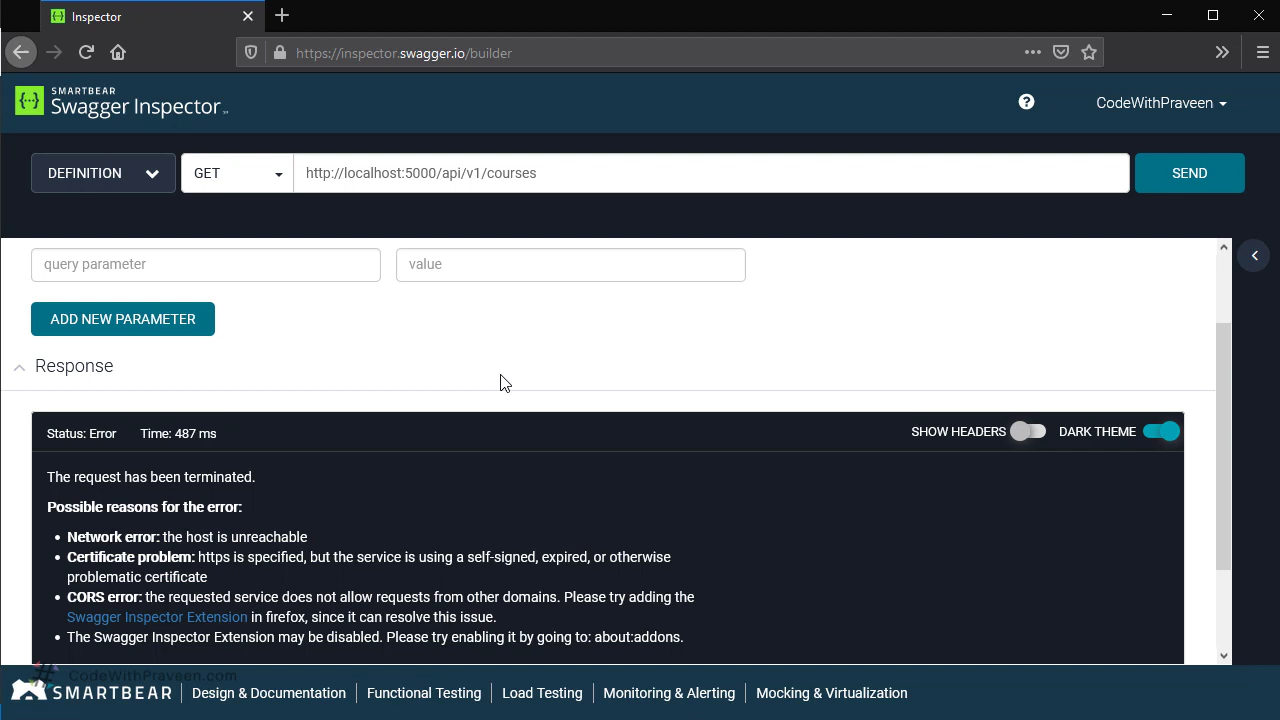 Inspector
https://inspector.swagger.io/builder
SMARTBEAR
Swagger Inspector
CodeWithPraveen
DEFINITION
GET
http://localhost:5000/api/v1/courses
SEND
query parameter
value
ADD NEW PARAMETER
Response
Status: Error
Time: 487 ms
SHOW HEADERS
DARK THEME
The request has been terminated.
Possible reasons for the error:
• Network error: the host is unreachable
• Certificate problem: https is specified, but the service is using a self-signed, expired, or otherwise
problematic certificate
• CORS error: the requested service does not allow requests from other domains. Please try adding the
Swagger Inspector Extension in firefox, since it can resolve this issue.
• The Swagger Inspector Extension may be disabled. Please try enabling it by going to: about:addons.
# CodeWithPraveen.com
SMARTBEAR
Design & Documentation
Functional Testing
Load Testing
Monitoring & Alerting
Mocking & Virtualization